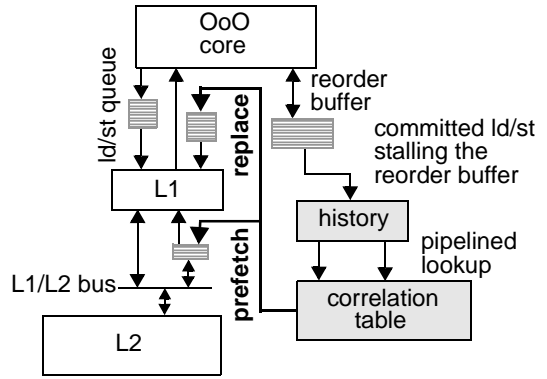 OoO
core
ld/st queue
replace
reorder
buffer
committed ld/st
stalling the
reorder buffer
L1
history
pipelined
lookup
prefetch
L1/L2 bus
correlation
table
L2